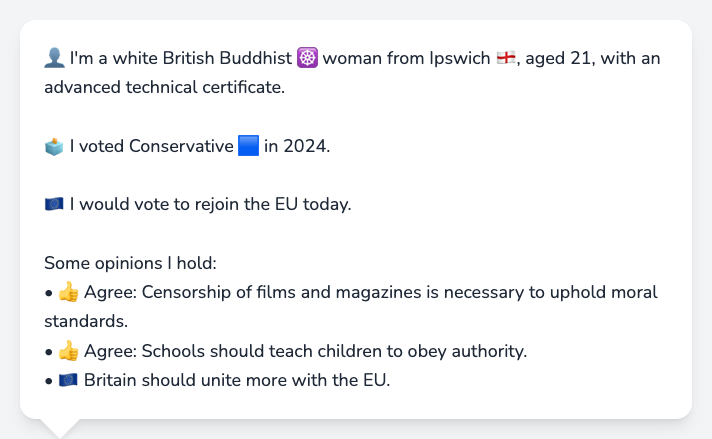 👤 I'm a white British Buddhist ☸️ woman from Ipswich 🏴󠁧󠁢󠁥󠁮󠁧󠁿, aged 21, with an
advanced technical certificate.
🗳️ I voted Conservative 🟦 in 2024.
🇪🇺 I would vote to rejoin the EU today.
Some opinions I hold:
• 👍 Agree: Censorship of films and magazines is necessary to uphold moral
standards.
• 👍 Agree: Schools should teach children to obey authority.
• 🇪🇺 Britain should unite more with the EU.